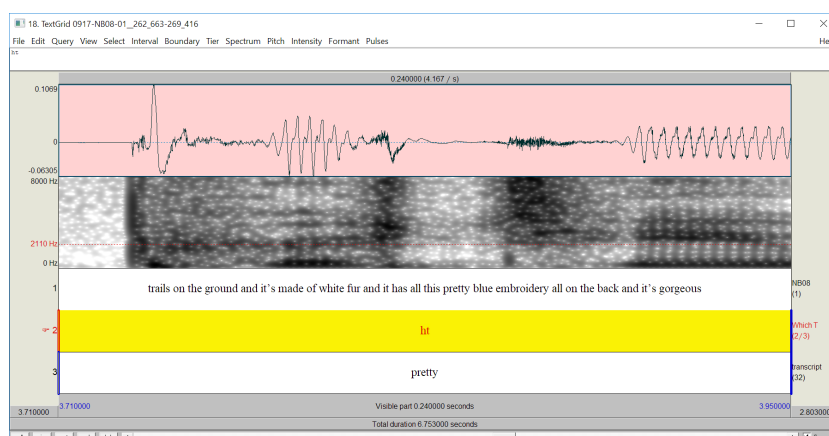 18. TextGrid 0917-NB08-01__262_663-269_416
File Edit Query View Select Interval Boundary Tier Spectrum Pitch Intensity Formant Pulses He
0.240000 (4.167 / s)
0.1069
0
-0.06305
8000 Hz
2110 Hz
0 Hz
1 trails on the ground and it's made of white fur and it has all this pretty blue embroidery all on the back and it's gorgeous NB08 (1)
2 ht Which T (2/3)
3 pretty transcript (32)
3.710000 3.710000 Visible part 0.240000 seconds 3.950000 2.803000
Total duration 6.753000 seconds